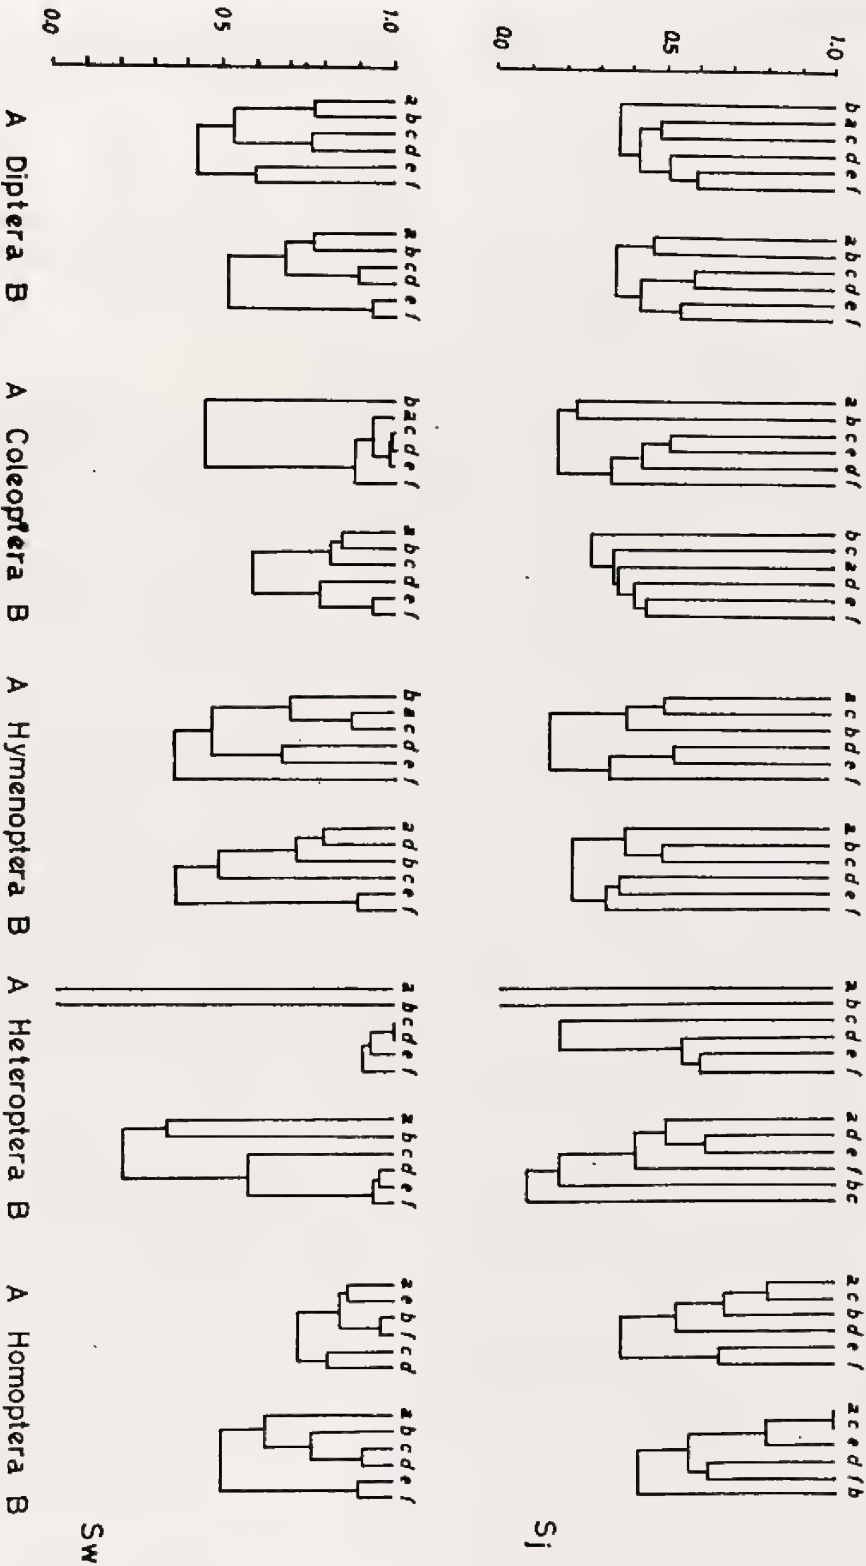 1.0 b a c d e f a b c d e f a b c e d f b c a d e f a c b d e f a b c d e f a b c d e f a d e f b c a c b d e f a c e d f b
0.5
Sj
0.0
1.0 a b c d e f a b c d e f b a c d e f a b c d e f b a c d e f a d b c e f a b c d e f a b c d e f a e b f c d a b c d e f
0.5
Sw
0.0
A Diptera B A Coleoptera B A Hymenoptera B A Heteroptera B A Homoptera B